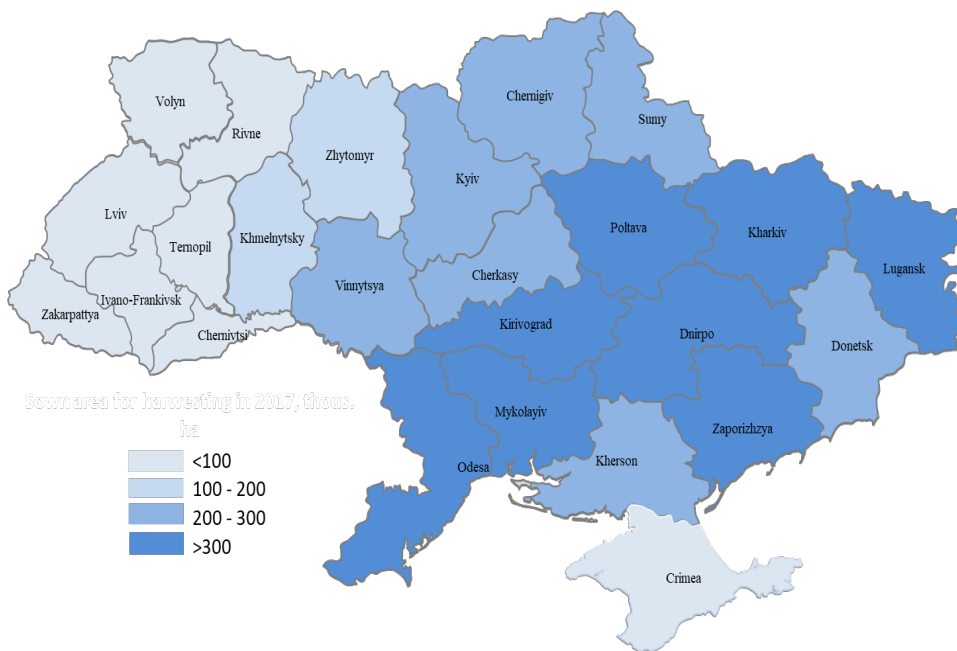 Chernigiv
Volyn
Sumy
Rivne
Zhytomyr
Kyiv
Lviv
Poltava
Kharkiv
Khmelnytsky
Ternopil
Lugansk
Cherkasy
Vinnytsya
Ivano-Frankivsk
Zakarpattya
Kirivograd
Chernivtsi
Dnirpo
Donetsk
Sown area for harwesting in 2017, thous.
ha
Mykolayiv
Zaporizhzya
Kherson
Odesa
<100
100 - 200
200 - 300
>300
Crimea